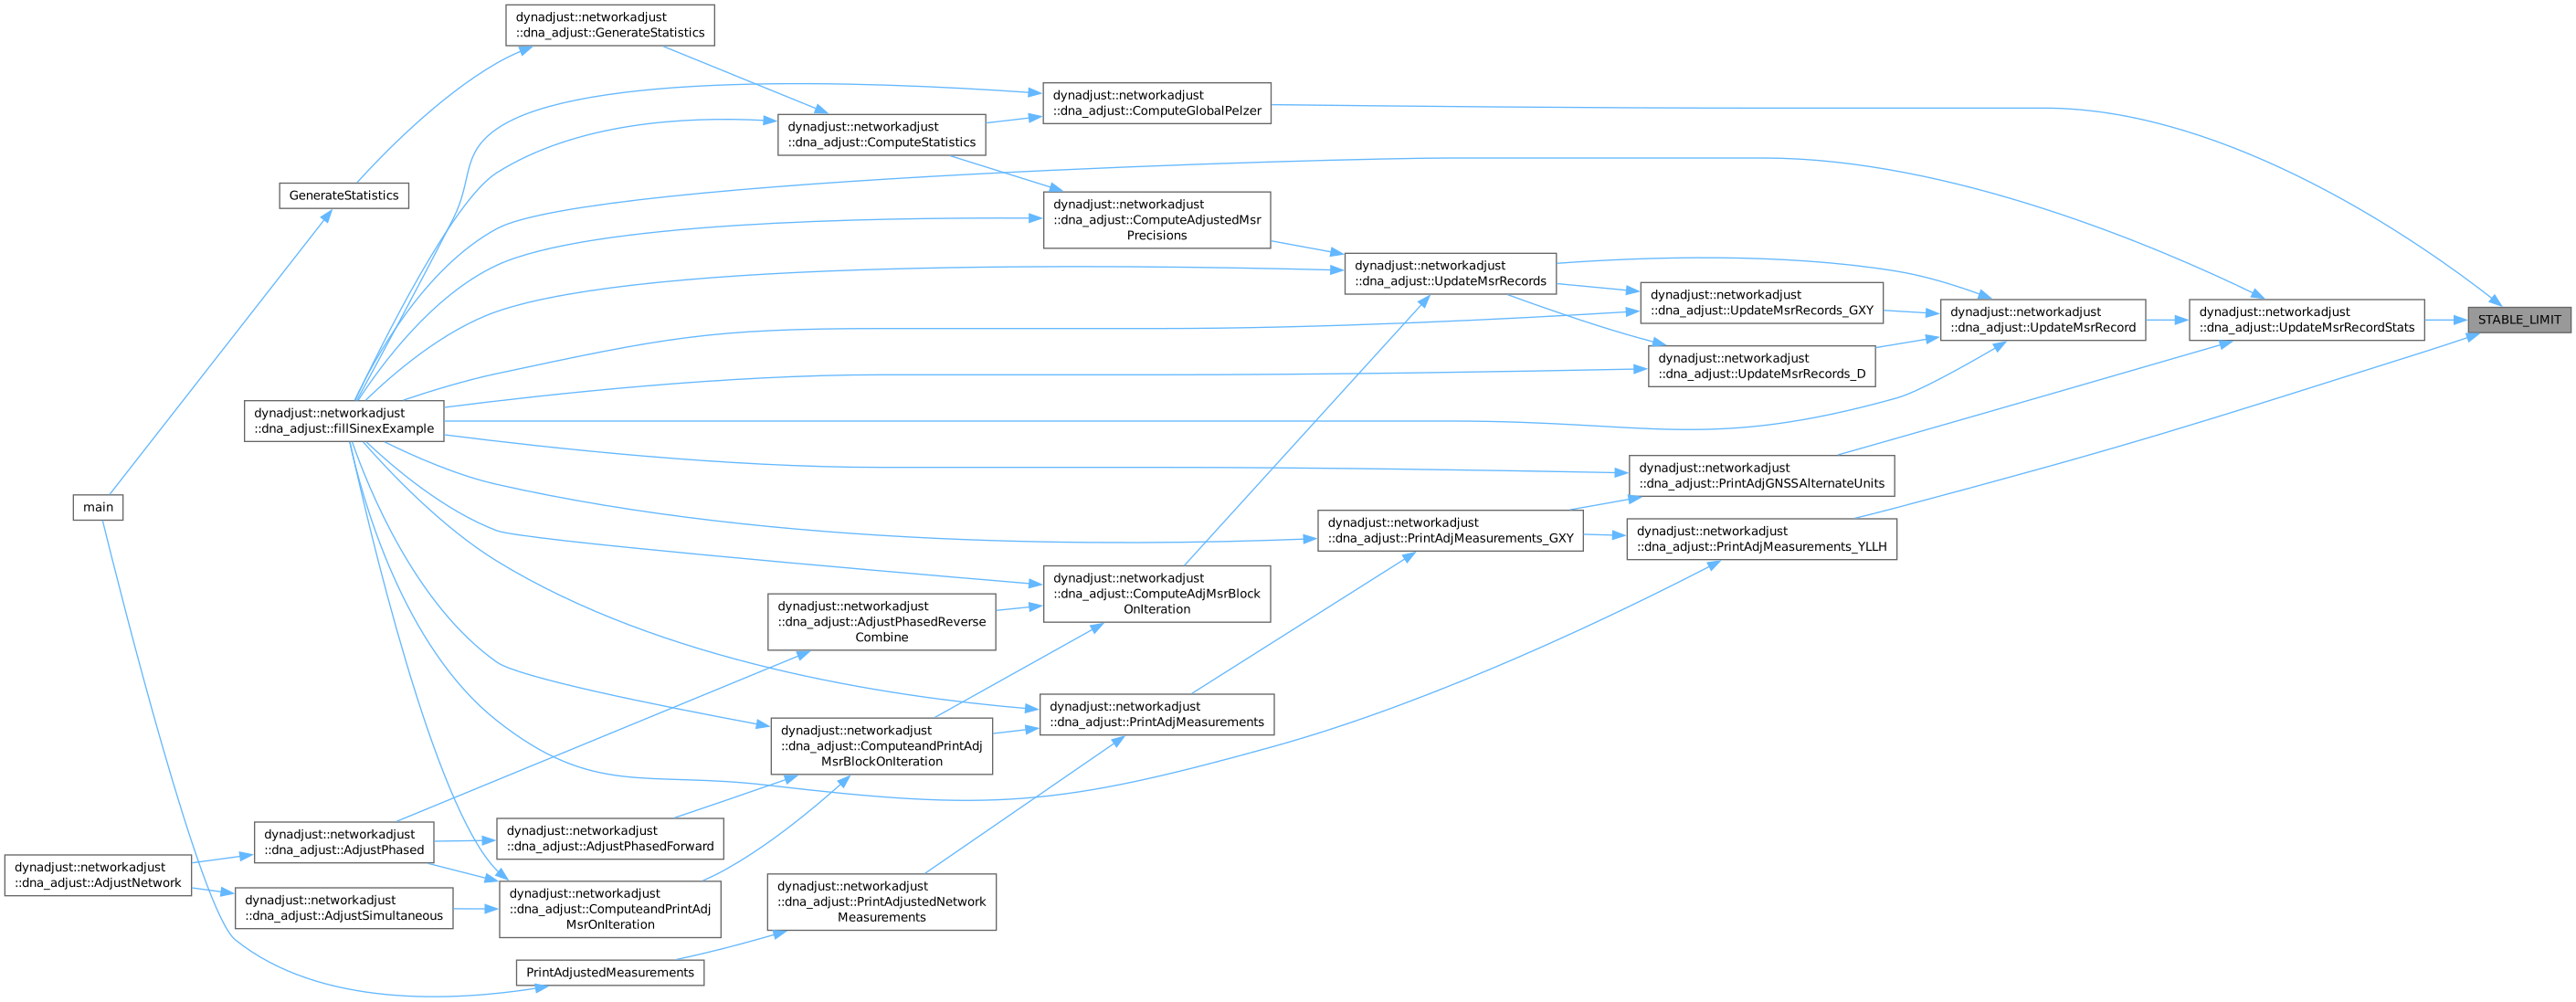 dynadjust::networkadjust
::dna_adjust::GenerateStatistics
dynadjust::networkadjust
::dna_adjust::ComputeGlobalPelzer
dynadjust::networkadjust
::dna_adjust::ComputeStatistics
GenerateStatistics
dynadjust::networkadjust
::dna_adjust::ComputeAdjustedMsr
Precisions
dynadjust::networkadjust
::dna_adjust::UpdateMsrRecords
dynadjust::networkadjust
::dna_adjust::UpdateMsrRecords_GXY
dynadjust::networkadjust
::dna_adjust::UpdateMsrRecord
dynadjust::networkadjust
::dna_adjust::UpdateMsrRecordStats
STABLE_LIMIT
dynadjust::networkadjust
::dna_adjust::UpdateMsrRecords_D
dynadjust::networkadjust
::dna_adjust::fillSinexExample
dynadjust::networkadjust
::dna_adjust::PrintAdjGNSSAlternateUnits
main
dynadjust::networkadjust
::dna_adjust::PrintAdjMeasurements_GXY
dynadjust::networkadjust
::dna_adjust::PrintAdjMeasurements_YLLH
dynadjust::networkadjust
::dna_adjust::ComputeAdjMsrBlock
OnIteration
dynadjust::networkadjust
::dna_adjust::AdjustPhasedReverse
Combine
dynadjust::networkadjust
::dna_adjust::PrintAdjMeasurements
dynadjust::networkadjust
::dna_adjust::ComputeandPrintAdj
MsrBlockOnIteration
dynadjust::networkadjust
::dna_adjust::AdjustPhasedForward
dynadjust::networkadjust
::dna_adjust::AdjustPhased
dynadjust::networkadjust
::dna_adjust::AdjustNetwork
dynadjust::networkadjust
::dna_adjust::AdjustSimultaneous
dynadjust::networkadjust
::dna_adjust::ComputeandPrintAdj
MsrOnIteration
dynadjust::networkadjust
::dna_adjust::PrintAdjustedNetwork
Measurements
PrintAdjustedMeasurements